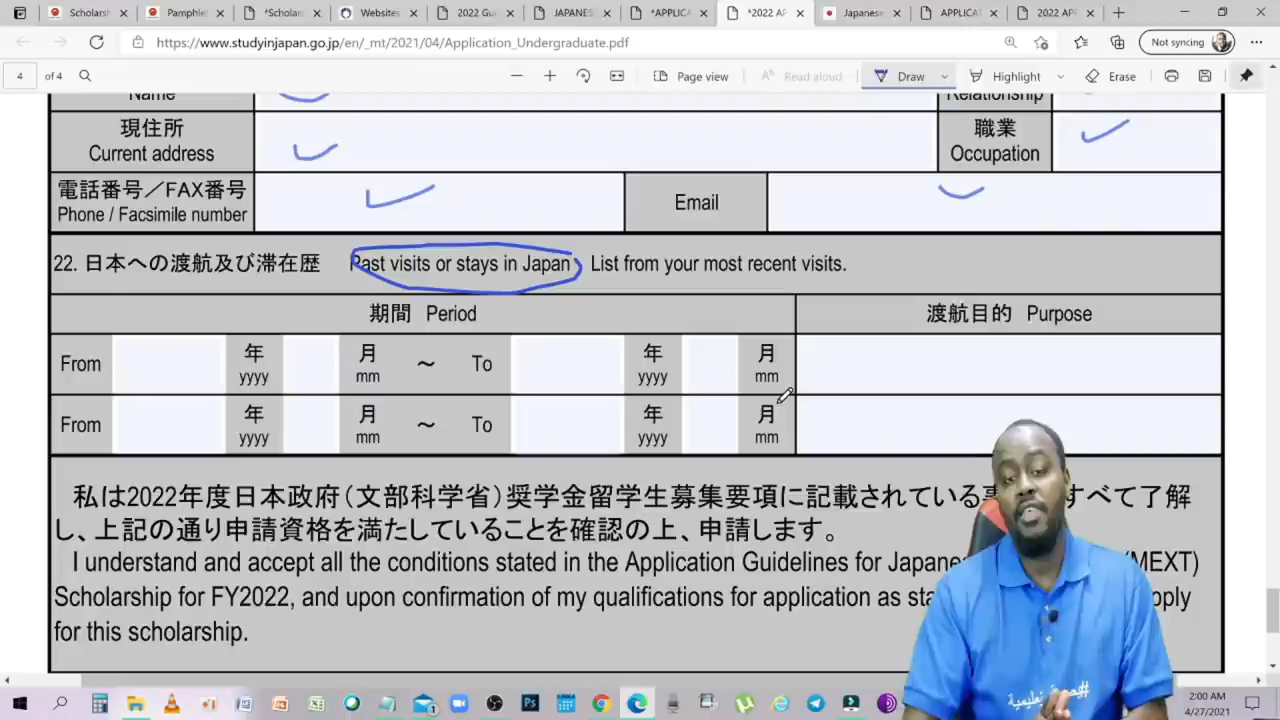 Scholarsh
Pamphlet
*Scholars
Websites
2022 Gui
JAPANES
*APPLICA
*2022 AP
Japanese
APPLICAT
2022 AP
https://www.studyinjapan.go.jp/en/_mt/2021/04/Application_Undergraduate.pdf
Not syncing
4 of 4
Page view
Read aloud
Draw
Highlight
Erase
Name
Relationship
現住所
Current address
職業
Occupation
電話番号／FAX番号
Phone / Facsimile number
Email
22. 日本への渡航及び滞在歴 Past visits or stays in Japan List from your most recent visits.
期間 Period
渡航目的 Purpose
From 年 月 ～ To 年 月
yyyy mm yyyy mm
From 年 月 ～ To 年 月
yyyy mm yyyy mm
私は2022年度日本政府（文部科学省）奨学金留学生募集要項に記載されている すべて了解
し、上記の通り申請資格を満たしていることを確認の上、申請します。
I understand and accept all the conditions stated in the Application Guidelines for Japane (MEXT)
Scholarship for FY2022, and upon confirmation of my qualifications for application as sta pply
for this scholarship.
2:00 AM
4/27/2021